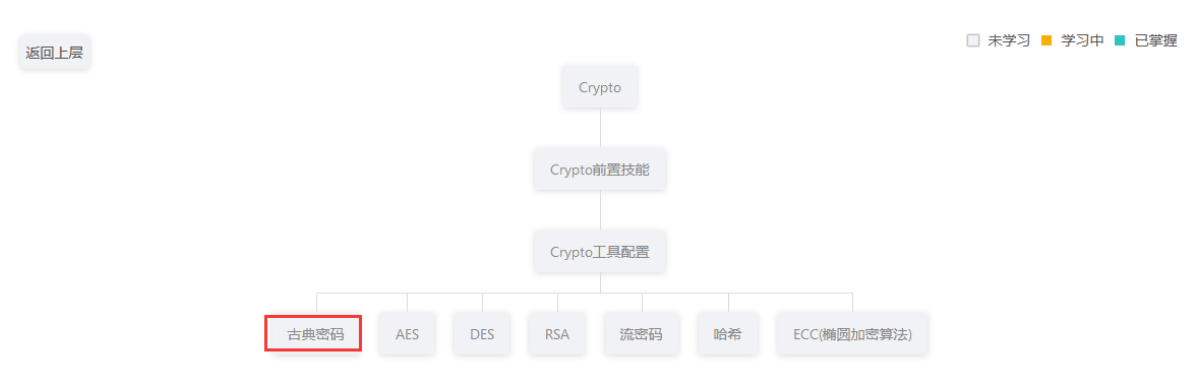 返回上层
未学习 学习中 已掌握
Crypto
Crypto前置技能
Crypto工具配置
古典密码 AES DES RSA 流密码 哈希 ECC(椭圆加密算法)